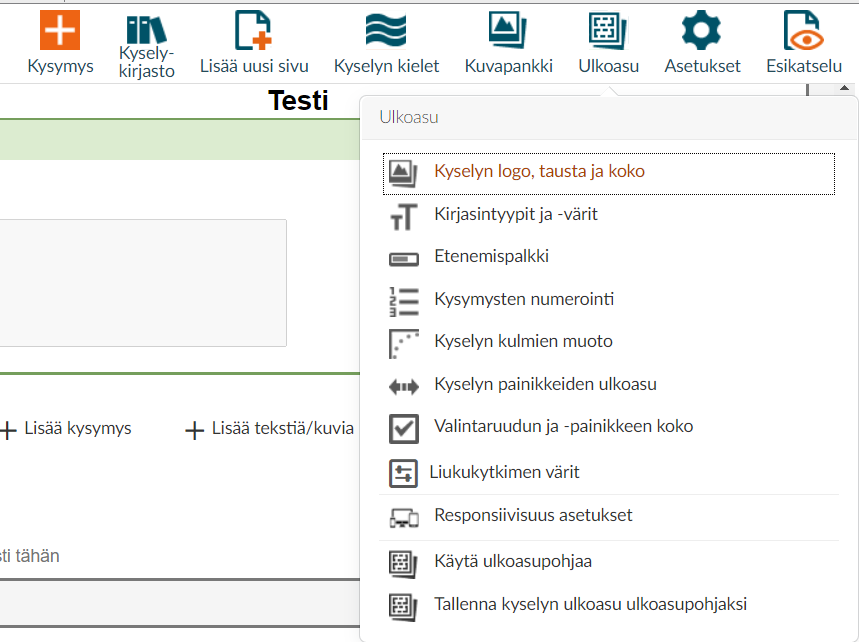 Kysymys
Kysely-
kirjasto
Lisää uusi sivu
Kyselyn kielet
Kuvapankki
Ulkoasu
Asetukset
Esikatselu
Testi
Ulkoasu
Kyselyn logo, tausta ja koko
Kirjasintyypit ja -värit
Etenemispalkki
Kysymysten numerointi
Kyselyn kulmien muoto
Kyselyn painikkeiden ulkoasu
Valintaruudun ja -painikkeen koko
Liukukytkimen värit
Responsiivisuus asetukset
Käytä ulkoasupohjaa
Tallenna kyselyn ulkoasu ulkoasupohjaksi
Lisää kysymys
Lisää tekstiä/kuvia
sti tähän